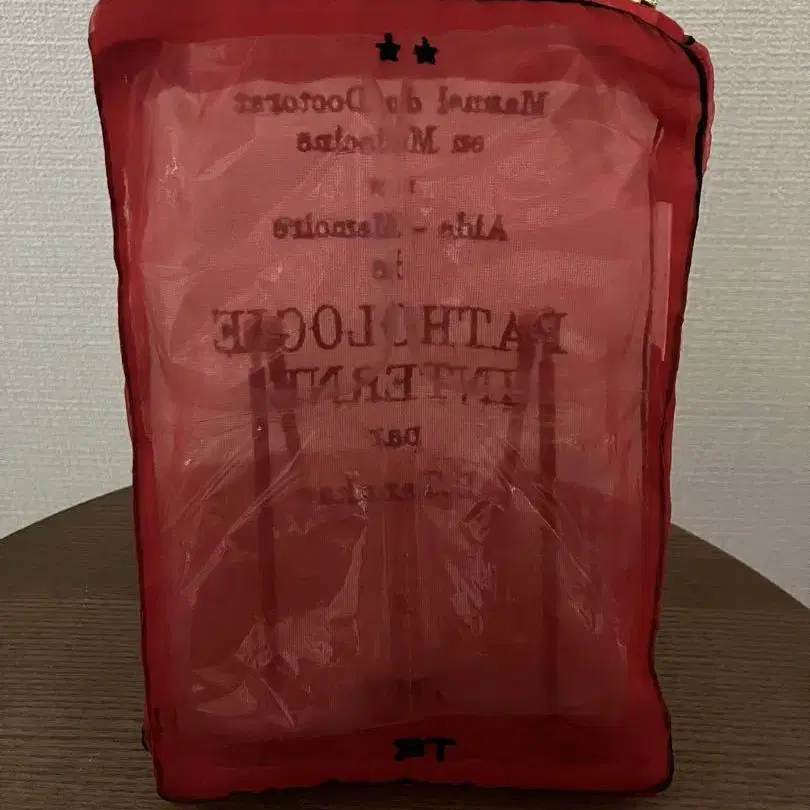 ★★
Manuel du Doctorat
en Médecine
Aide-Mémoire
de
PATHOLOGIE
INTERNE
par